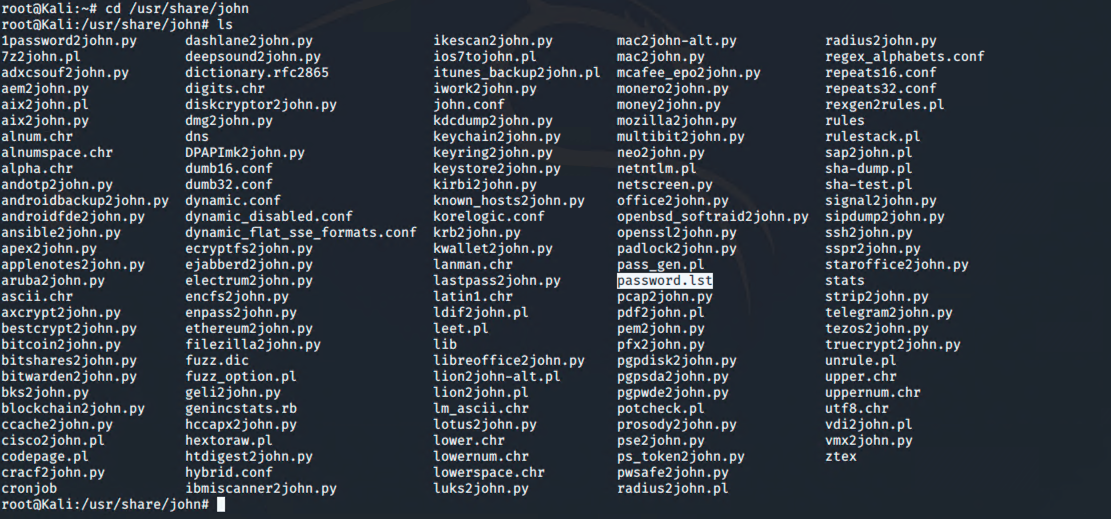 root@Kali:~# cd /usr/share/john
root@Kali:/usr/share/john# ls
1password2john.py dashlane2john.py ikescan2john.py mac2john-alt.py radius2john.py
7z2john.pl deepsound2john.py ios7tojohn.pl mac2john.py regex_alphabets.conf
adxcsouf2john.py dictionary.rfc2865 itunes_backup2john.pl mcafee_epo2john.py repeats16.conf
aem2john.py digits.chr iwork2john.py monero2john.py repeats32.conf
aix2john.pl diskcryptor2john.py john.conf money2john.py rexgen2rules.pl
aix2john.py dmg2john.py kdcdump2john.py mozilla2john.py rules
alnum.chr dns keychain2john.py multibit2john.py rulestack.pl
alnumspace.chr DPAPImk2john.py keyring2john.py neo2john.py sap2john.pl
alpha.chr dumb16.conf keystore2john.py netntlm.pl sha-dump.pl
andotp2john.py dumb32.conf kirbi2john.py netscreen.py sha-test.pl
androidbackup2john.py dynamic.conf known_hosts2john.py office2john.py signal2john.py
androidfde2john.py dynamic_disabled.conf korelogic.conf openbsd_softraid2john.py sipdump2john.py
ansible2john.py dynamic_flat_sse_formats.conf krb2john.py openssl2john.py ssh2john.py
apex2john.py ecryptfs2john.py kwallet2john.py padlock2john.py sspr2john.py
applenotes2john.py ejabberd2john.py lanman.chr pass_gen.pl staroffice2john.py
aruba2john.py electrum2john.py lastpass2john.py password.lst stats
ascii.chr encfs2john.py latin1.chr pcap2john.py strip2john.py
axcrypt2john.py enpass2john.py ldif2john.pl pdf2john.pl telegram2john.py
bestcrypt2john.py ethereum2john.py leet.pl pem2john.py tezos2john.py
bitcoin2john.py filezilla2john.py lib pfx2john.py truecrypt2john.py
bitshares2john.py fuzz.dic libreoffice2john.py pgpdisk2john.py unrule.pl
bitwarden2john.py fuzz_option.pl lion2john-alt.pl pgpsda2john.py upper.chr
bks2john.py geli2john.py lion2john.pl pgpwde2john.py uppernum.chr
blockchain2john.py genincstats.rb lm_ascii.chr potcheck.pl utf8.chr
ccache2john.py hccapx2john.py lotus2john.py prosody2john.py vdi2john.pl
cisco2john.pl hextoraw.pl lower.chr pse2john.py vmx2john.py
codepage.pl htdigest2john.py lowernum.chr ps_token2john.py ztex
cracf2john.py hybrid.conf lowerspace.chr pwsafe2john.py
cronjob ibmiscanner2john.py luks2john.py radius2john.pl
root@Kali:/usr/share/john#